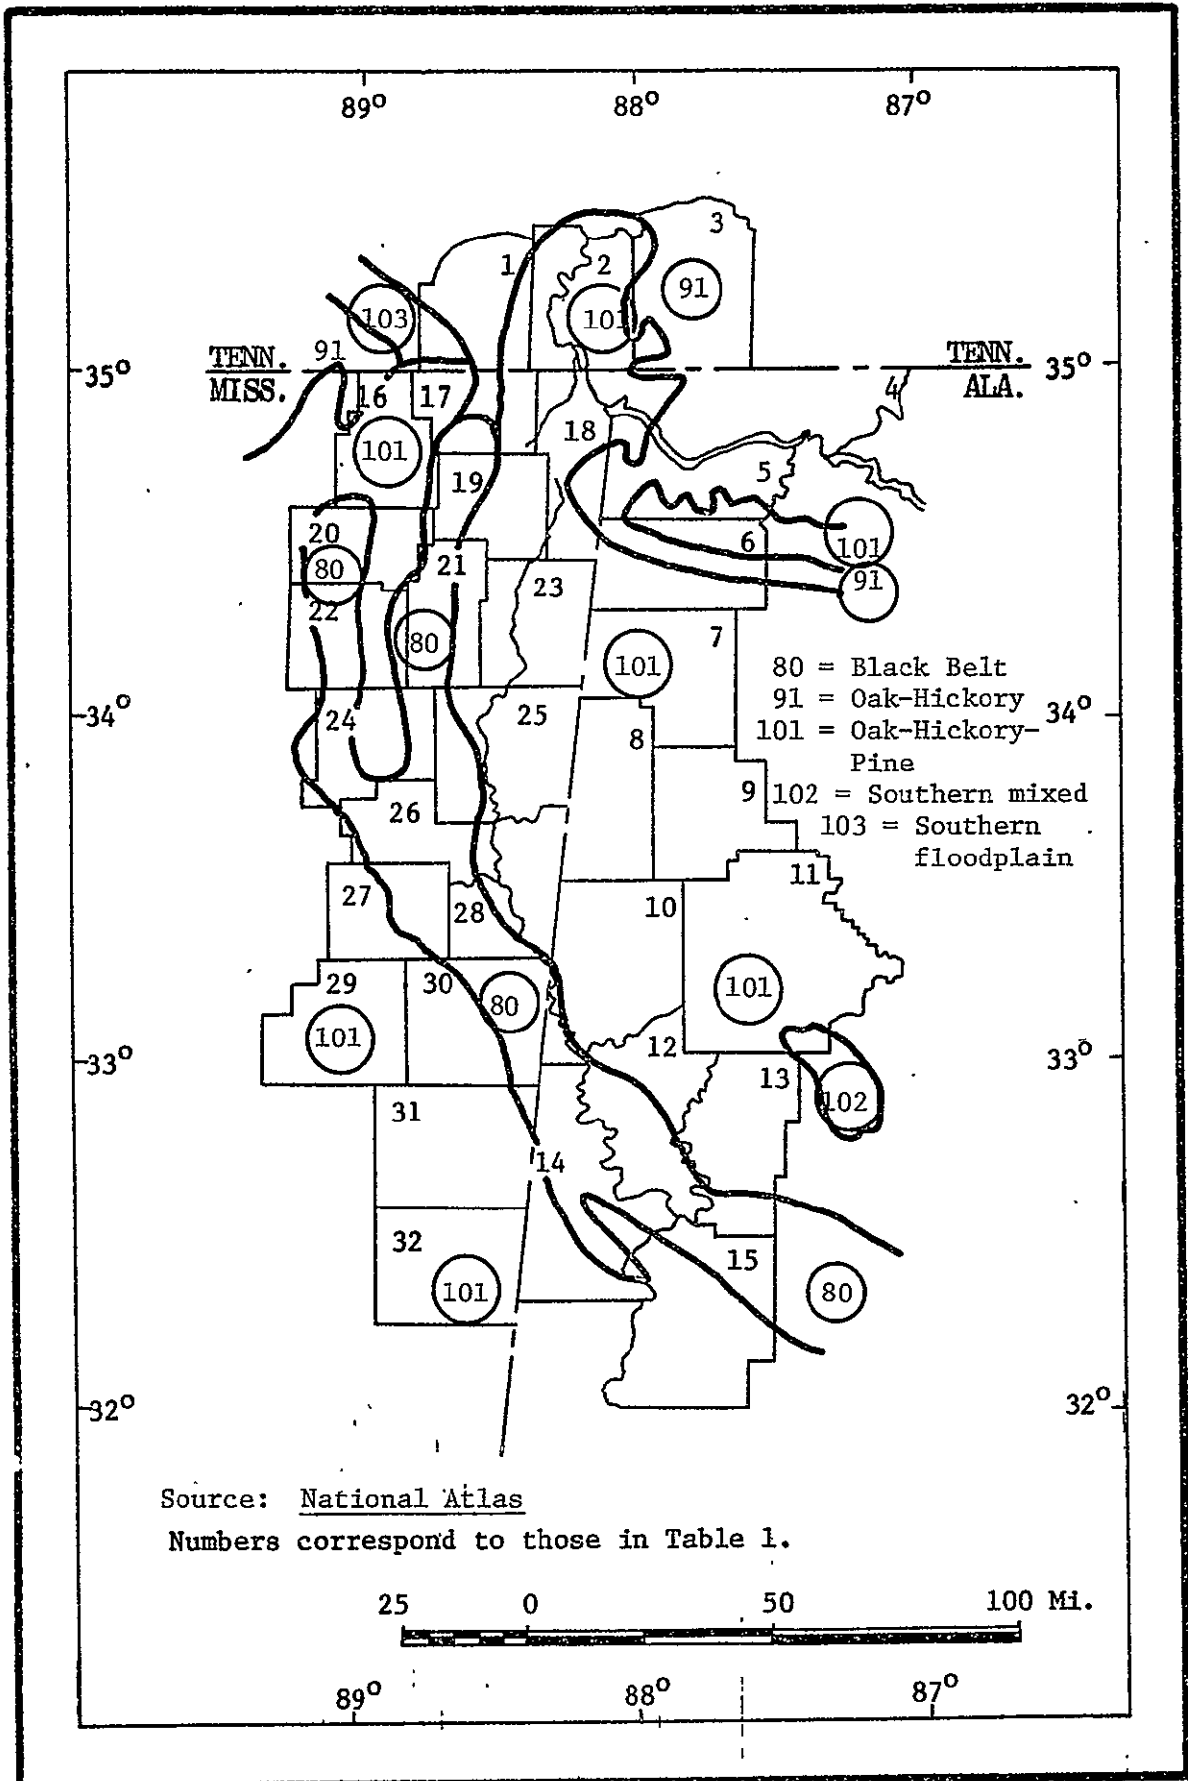 89° 88° 87°
3
1 2
91
103 101
91
TENN. TENN.
35° 35°
MISS. ALA.
16 17 4
18
101
19 5
20 6 101
80 21 91
22 23
80 101 7
80 = Black Belt
91 = Oak-Hickory
34° 24 25 101 = Oak-Hickory- 34°
8 Pine
26 9 102 = Southern mixed
103 = Southern
floodplain
11
27 10
28
29 30 80 101
101
33° 12 33°
13
31 102
14
32 15
101 80
32° 32°
Source: National Atlas
Numbers correspond to those in Table 1.
25 0 50 100 Mi.
89° 88° 87°